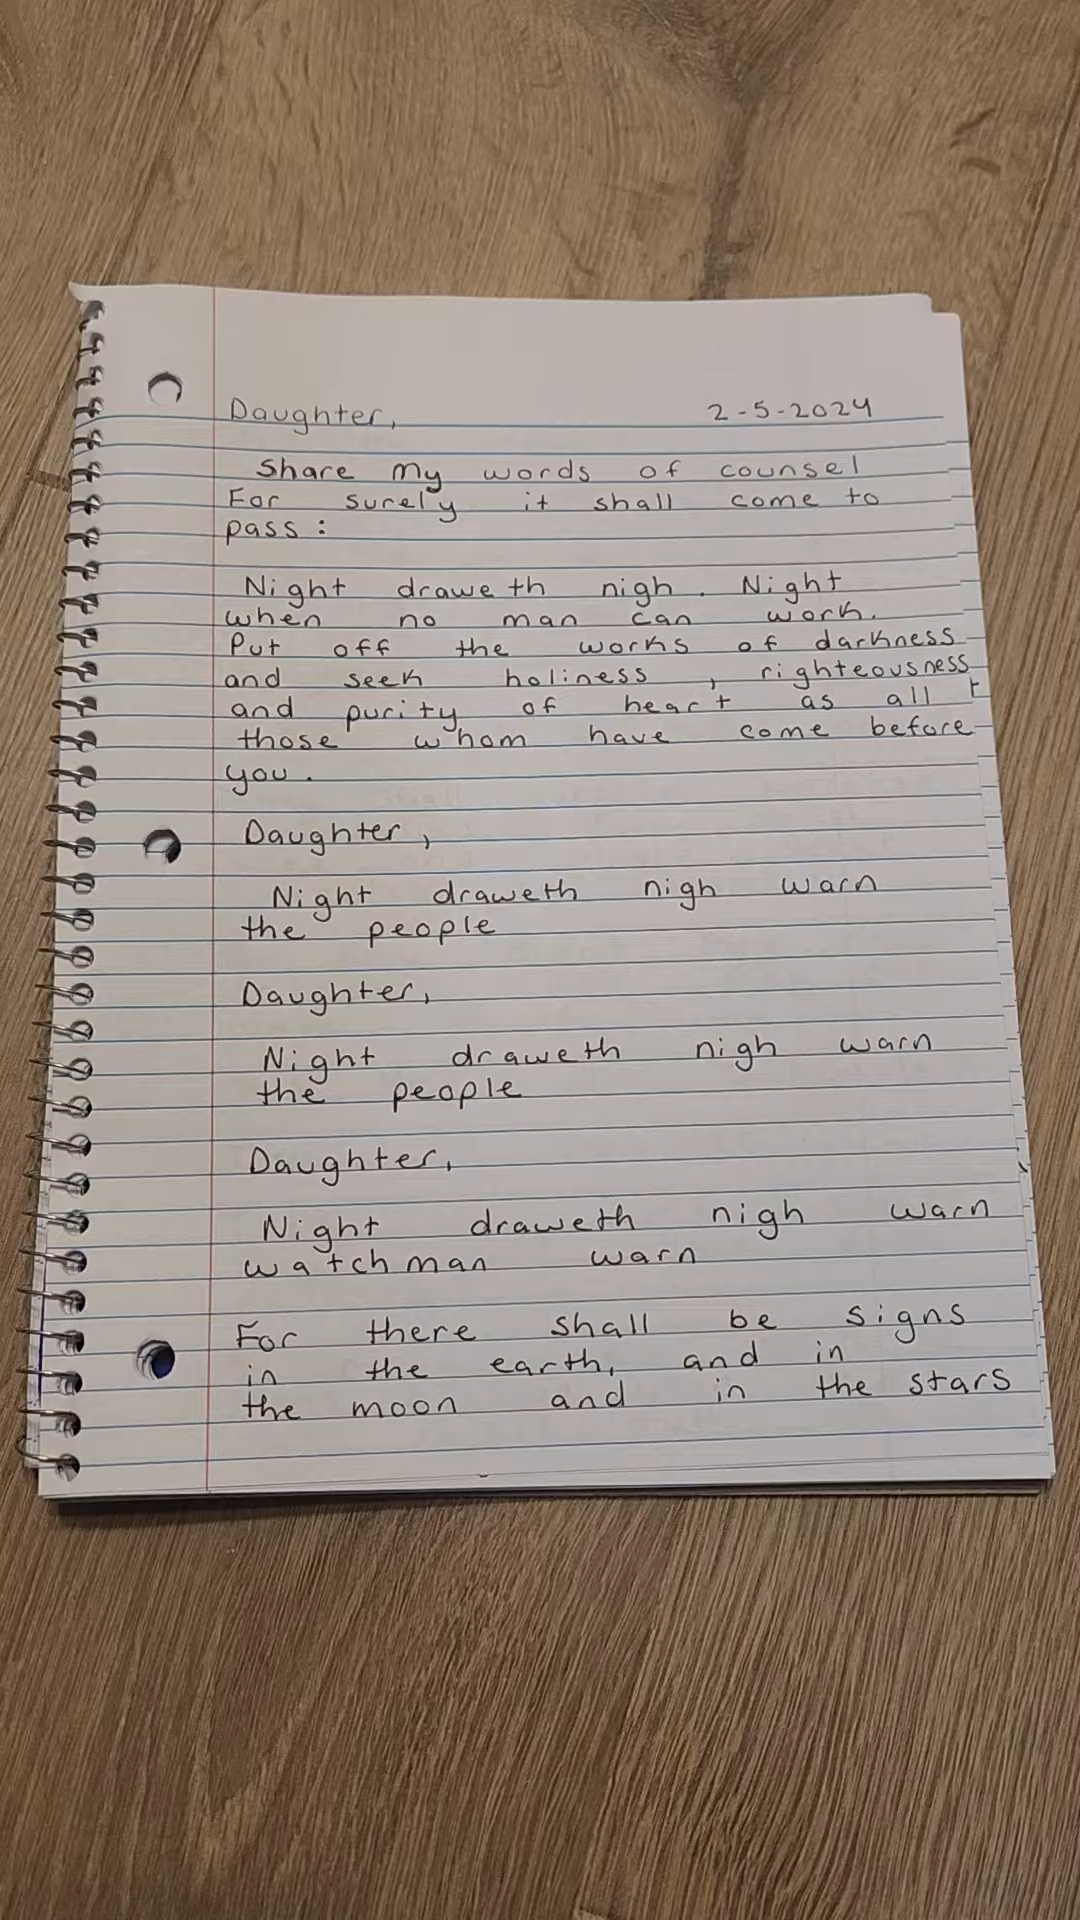 Daughter, 2-5-2024
Share my words of counsel
For surely it shall come to
pass:
Night draweth nigh. Night
when no man can work.
Put off the works of darkness
and seek holiness, righteousness
and purity of heart as all
those whom have come before
you.
Daughter,
Night draweth nigh warn
the people
Daughter,
Night draweth nigh warn
the people
Daughter,
Night draweth nigh warn
watchman warn
For there shall be signs
in the earth, and in
the moon and in the stars